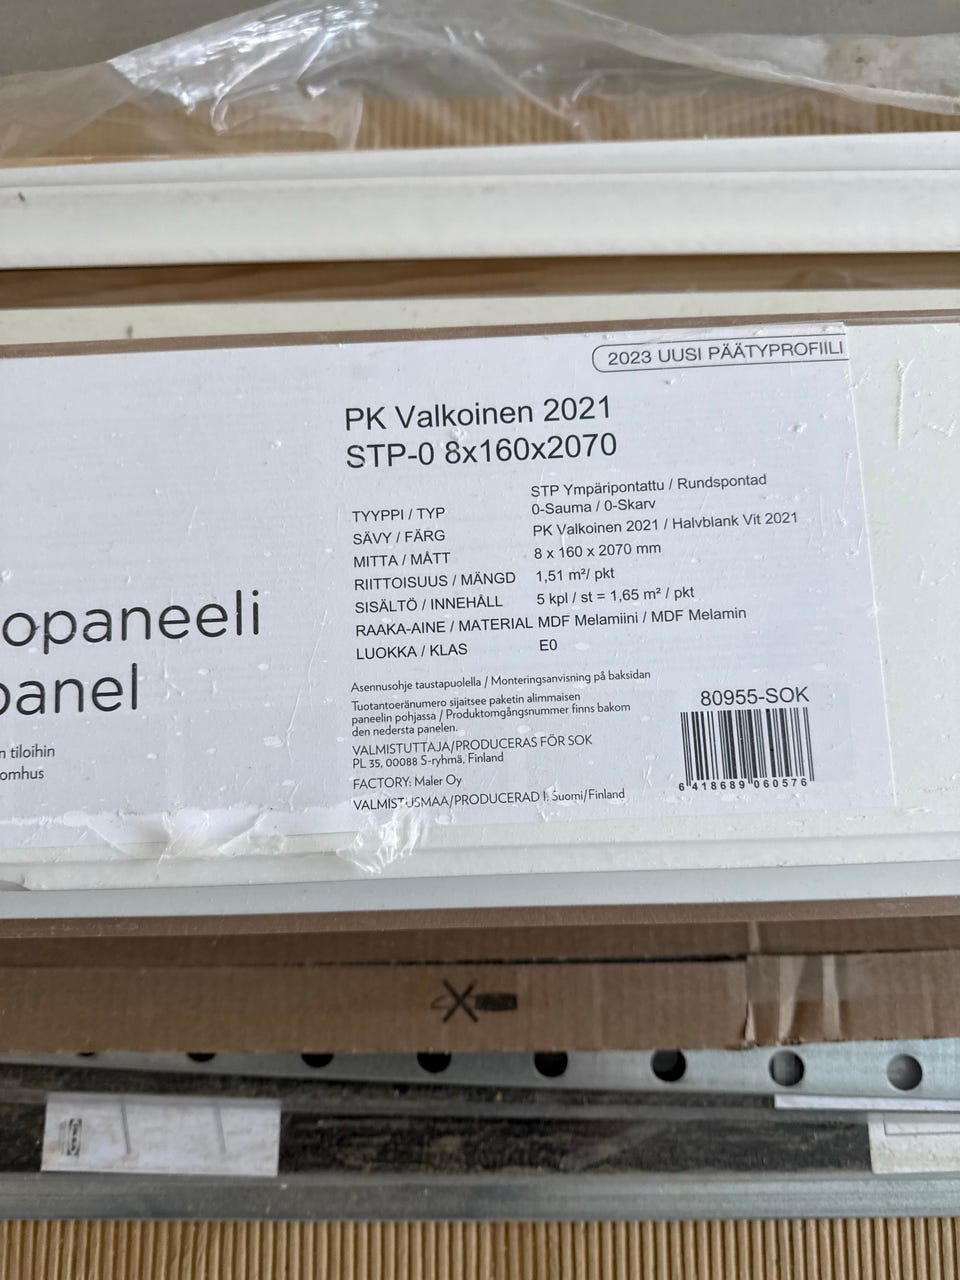 2023 UUSI PÄÄTYPROFIILI
PK Valkoinen 2021
STP-0 8x160x2070
TYYPPI / TYP STP Ympäripontattu / Rundspontad
0-Sauma / 0-Skarv
SÄVY / FÄRG PK Valkoinen 2021 / Halvblank Vit 2021
MITTA / MÅTT 8 x 160 x 2070 mm
RIITTOISUUS / MÄNGD 1,51 m²/ pkt
SISÄLTÖ / INNEHÅLL 5 kpl / st = 1,65 m² / pkt
RAAKA-AINE / MATERIAL MDF Melamiini / MDF Melamin
LUOKKA / KLAS E0
opaneeli
panel
n tiloihin
omhus
Asennusohje taustapuolella / Monteringsanvisning på baksidan
Tuotantoeränumero sijaitsee paketin alimmaisen
paneelin pohjassa / Produktomgångsnummer finns bakom
den nedersta panelen.
VALMISTUTTAJA/PRODUCERAS FÖR SOK
PL 35, 00088 S-ryhmä, Finland
FACTORY: Maler Oy
VALMISTUSMAA/PRODUCERAD I: Suomi/Finland
80955-SOK
6 418689 060576